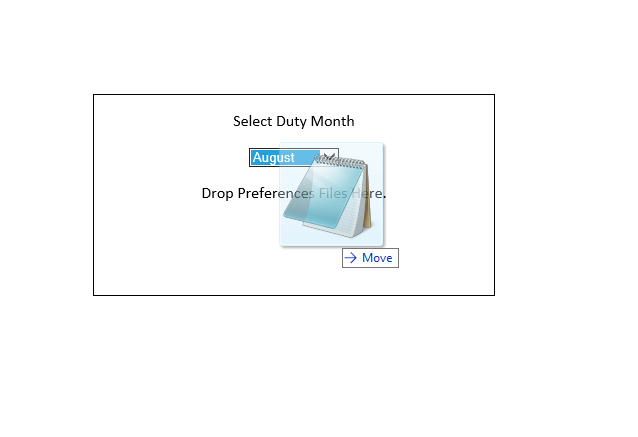 Select Duty Month
August
Drop Preferences Files Here.
→ Move